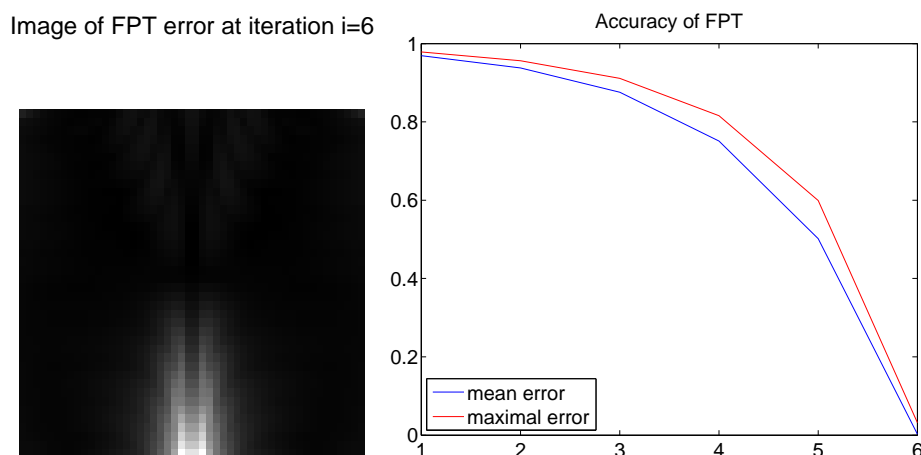 Image of FPT error at iteration i=6
Accuracy of FPT
1
0.8
0.6
0.4
0.2
0
mean error
maximal error
1 2 3 4 5 6